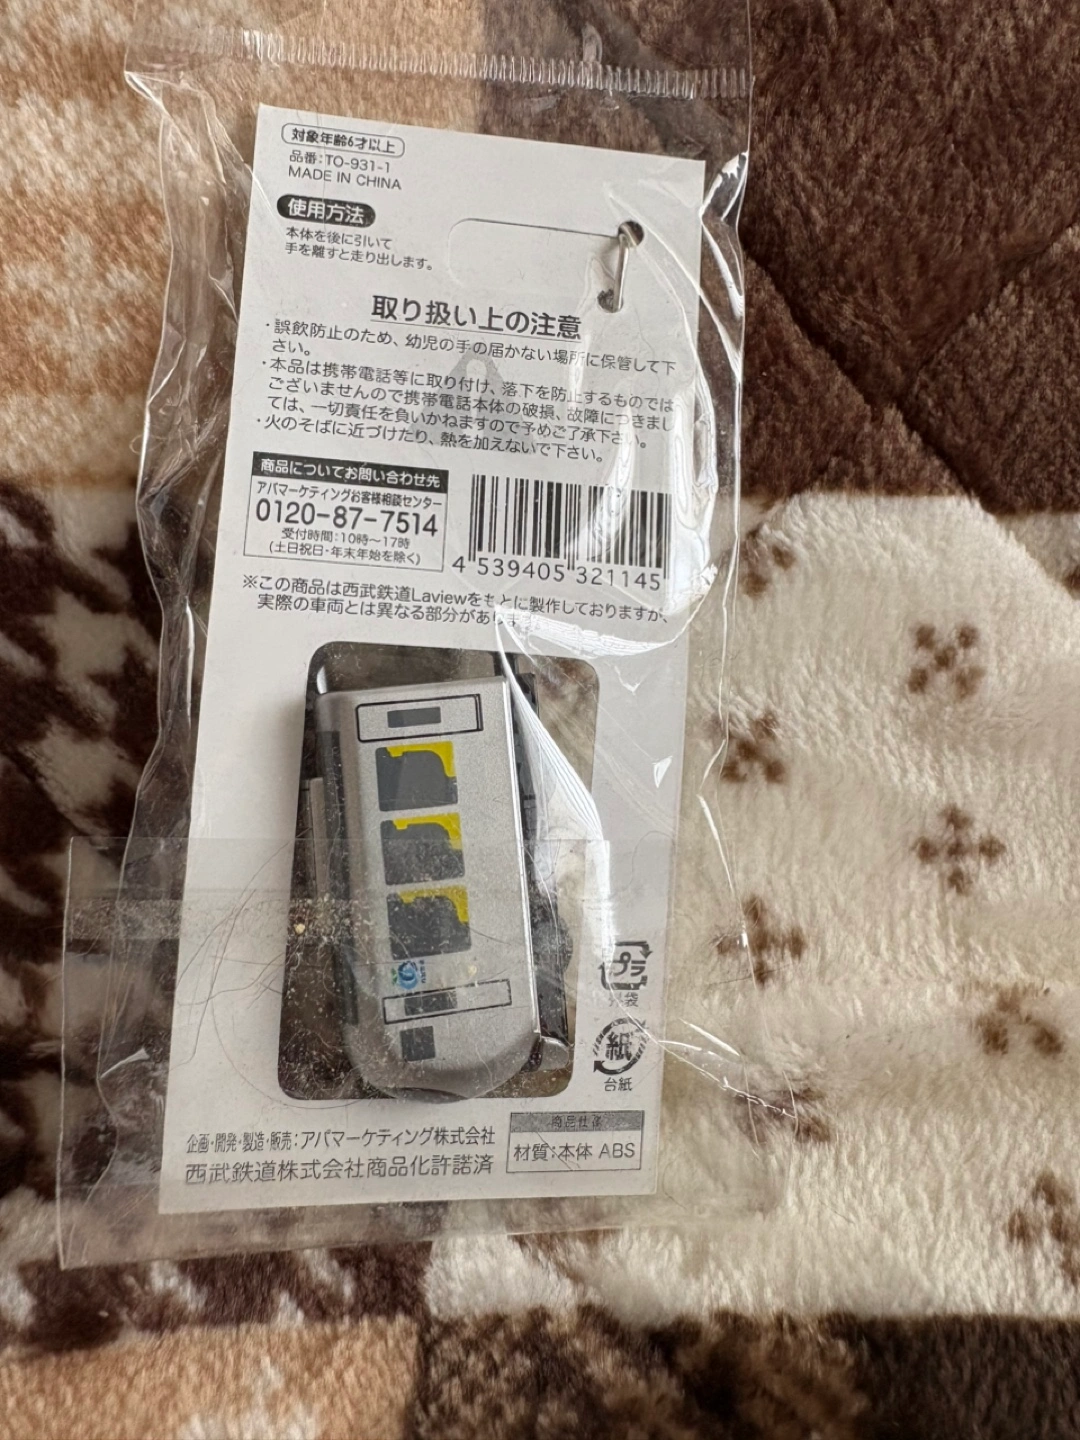 対象年齢6才以上
品番:TO-931-1
MADE IN CHINA
使用方法
本体を後に引いて
手を離すと走り出します。
取り扱い上の注意
・誤飲防止のため、幼児の手の届かない場所に保管して下
さい。
・本品は携帯電話等に取り付け、落下を防止するものでは
ございませんので携帯電話本体の破損、故障につきまし
ては、一切責任を負いかねますので予めご了承下さい。
・火のそばに近づけたり、熱を加えないで下さい。
商品についてお問い合わせ先
アパマーケティングお客様相談センター
0120-87-7514
受付時間:10時〜17時
(土日祝日・年末年始を除く)
4 539405 321145
※この商品は西武鉄道Laviewをもとに製作しておりますが、
実際の車両とは異なる部分があります
プラ
外袋
紙
台紙
企画・開発・製造・販売:アパマーケティング株式会社
西武鉄道株式会社商品化許諾済
商品仕様
材質:本体 ABS